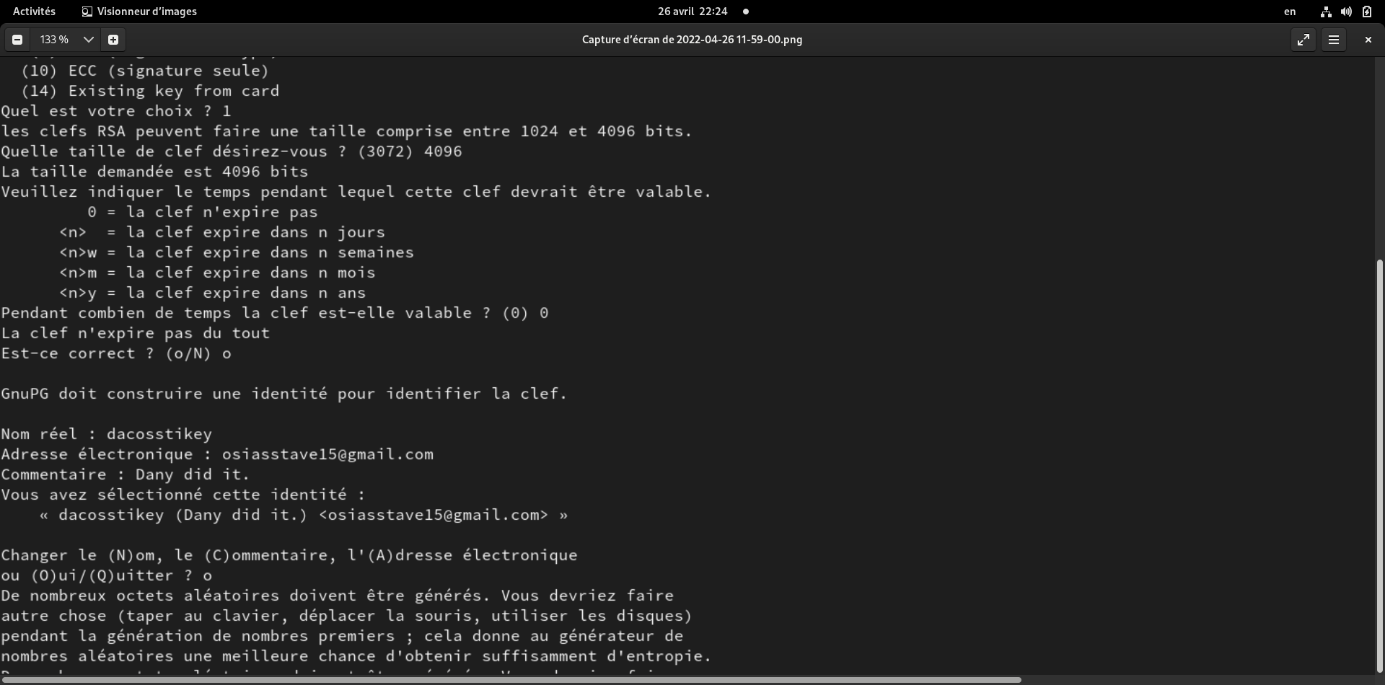 Activités Visionneur d'images 26 avril 22:24 en
133 % Capture d'écran de 2022-04-26 11-59-00.png
(10) ECC (signature seule)
(14) Existing key from card
Quel est votre choix ? 1
les clefs RSA peuvent faire une taille comprise entre 1024 et 4096 bits.
Quelle taille de clef désirez-vous ? (3072) 4096
La taille demandée est 4096 bits
Veuillez indiquer le temps pendant lequel cette clef devrait être valable.
0 = la clef n'expire pas
<n>  = la clef expire dans n jours
<n>w = la clef expire dans n semaines
<n>m = la clef expire dans n mois
<n>y = la clef expire dans n ans
Pendant combien de temps la clef est-elle valable ? (0) 0
La clef n'expire pas du tout
Est-ce correct ? (o/N) o
GnuPG doit construire une identité pour identifier la clef.
Nom réel : dacosstikey
Adresse électronique : osiasstave15@gmail.com
Commentaire : Dany did it.
Vous avez sélectionné cette identité :
« dacosstikey (Dany did it.) <osiasstave15@gmail.com> »
Changer le (N)om, le (C)ommentaire, l'(A)dresse électronique
ou (O)ui/(Q)uitter ? o
De nombreux octets aléatoires doivent être générés. Vous devriez faire
autre chose (taper au clavier, déplacer la souris, utiliser les disques)
pendant la génération de nombres premiers ; cela donne au générateur de
nombres aléatoires une meilleure chance d'obtenir suffisamment d'entropie.